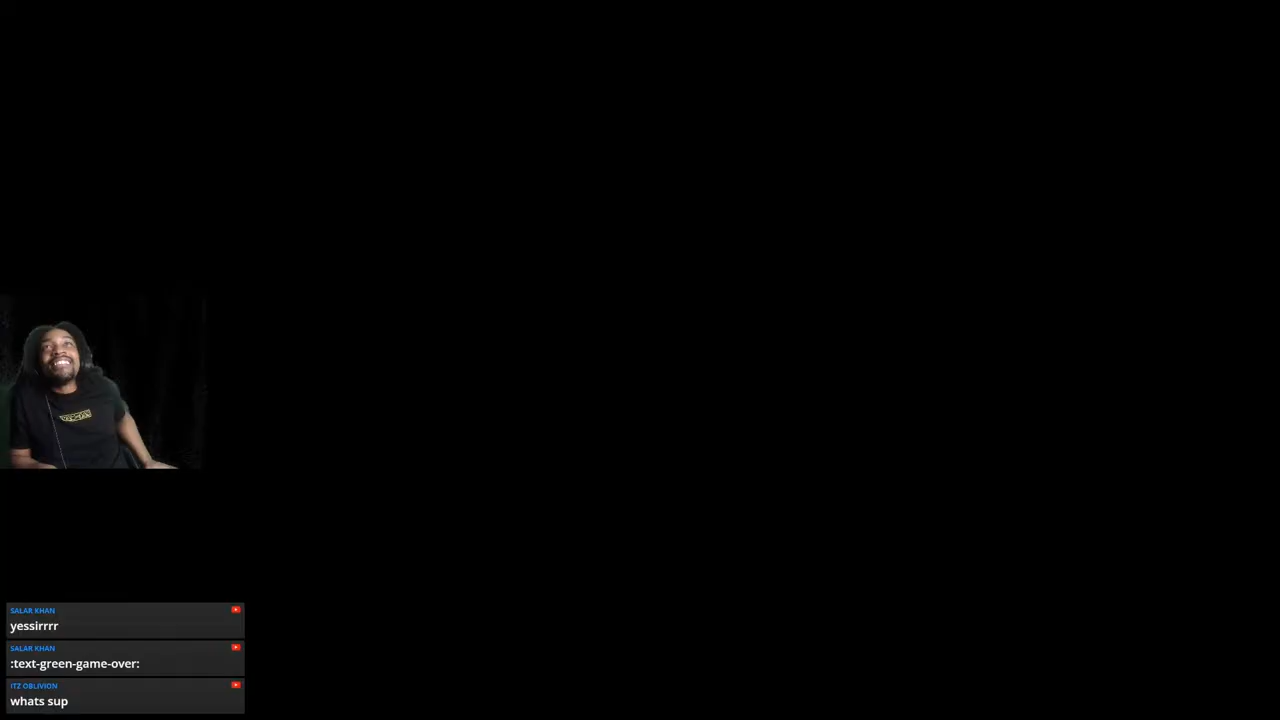 SALAR KHAN
yessirrrr
SALAR KHAN
:text-green-game-over:
ITZ OBLIVION
whats sup